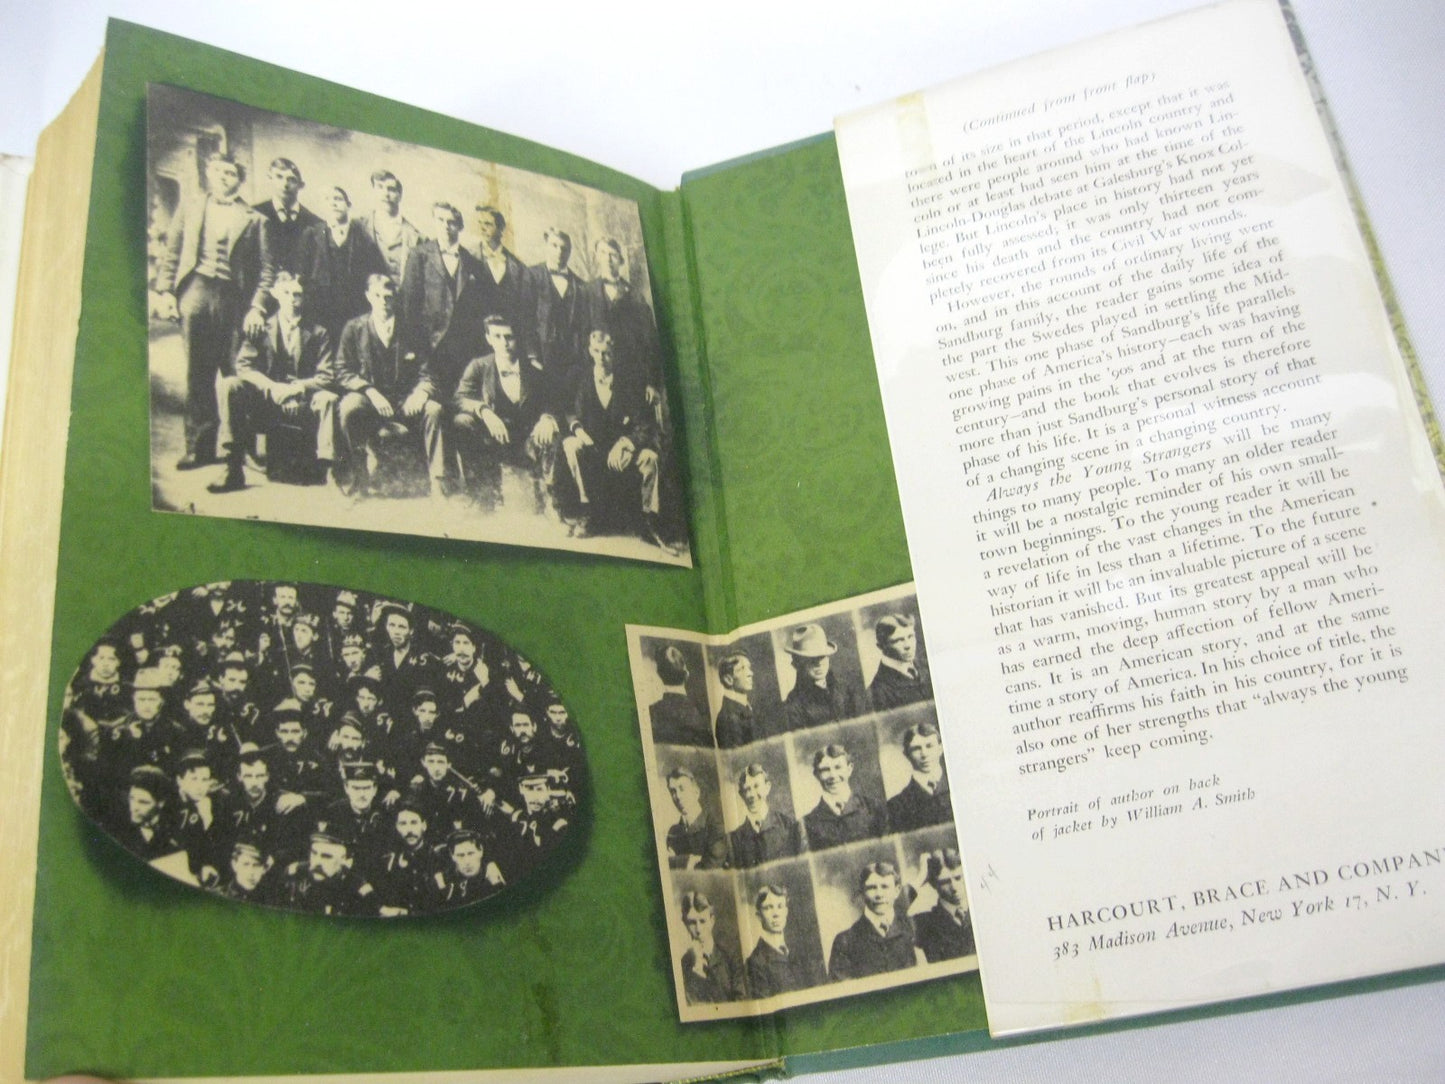 (Continued from front flap)
town of its size in that period, except that it was
located in the heart of the Lincoln country and
there were people around who had known Lin-
coln or at least had seen him at the time of the
Lincoln-Douglas debate at Galesburg's Knox Col-
lege. But Lincoln's place in history had not yet
been fully assessed; it was only thirteen years
since his death and the country had not com-
pletely recovered from its Civil War wounds.
However, the rounds of ordinary living went
on, and in this account of the daily life of the
Sandburg family, the reader gains some idea of
the part the Swedes played in settling the Mid-
west. This one phase of Sandburg's life parallels
one phase of America's history—each was having
growing pains in the '90s and at the turn of the
century—and the book that evolves is therefore
more than just Sandburg's personal story of that
phase of his life. It is a personal witness account
of a changing scene in a changing country.
Always the Young Strangers will be many
things to many people. To many an older reader
it will be a nostalgic reminder of his own small-
town beginnings. To the young reader it will be
a revelation of the vast changes in the American
way of life in less than a lifetime. To the future
historian it will be an invaluable picture of a scene
that has vanished. But its greatest appeal will be
as a warm, moving, human story by a man who
has earned the deep affection of fellow Ameri-
cans. It is an American story, and at the same
time a story of America. In his choice of title, the
author reaffirms his faith in his country, for it is
also one of her strengths that "always the young
strangers" keep coming.
Portrait of author on back
of jacket by William A. Smith
HARCOURT, BRACE AND COMPANY
383 Madison Avenue, New York 17, N. Y.
45
44
57
58
59
56
60
61
77
70
71
79
76
74
78